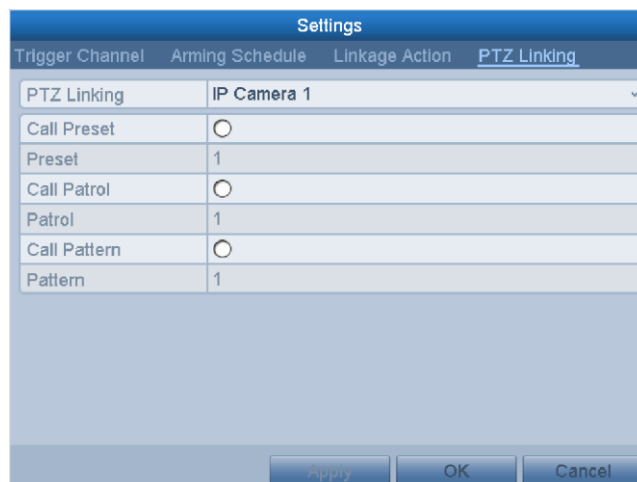 Settings
Trigger Channel Arming Schedule Linkage Action PTZ Linking
PTZ Linking IP Camera 1
Call Preset
Preset 1
Call Patrol
Patrol 1
Call Pattern
Pattern 1
Apply OK Cancel